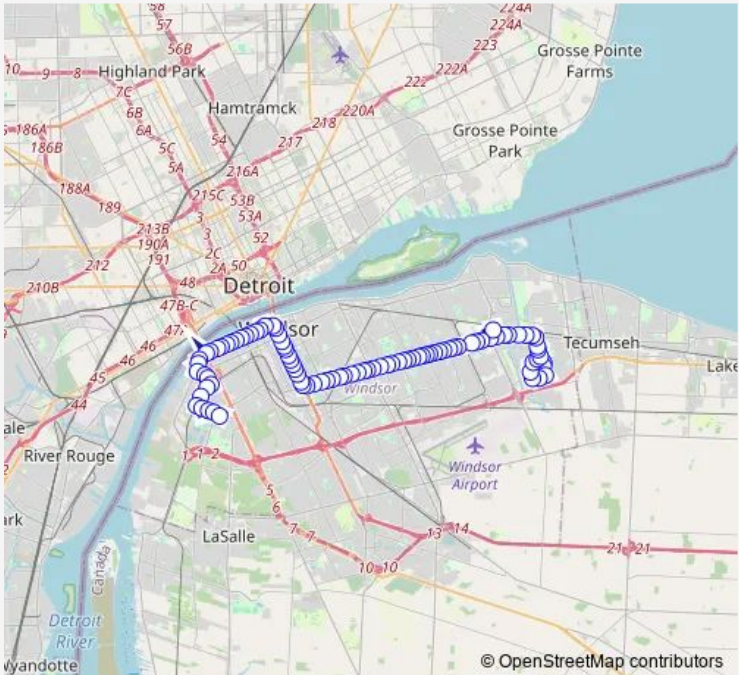 58
57
56B
10
9
8
Highland Park
7C
6B
6A
5C
5A
186A
186B
188A
189
Hamtramck
54
216A
215C
53B
53A
52
3
3
2C
2A
50
213B
190A
191
212
210B
217
218
220A
222
222A
223
224A
224A
Grosse Pointe
Farms
Grosse Pointe
Park
48
Detroit
47B-C
46
46
45
44
sor
Windsor
Tecumseh
Lake
River Rouge
ale
ark
1
1
2
Windsor
Airport
LaSalle
5
6
7
7
10
10
13
14
21
21
Canada
Detroit
River
Wyandotte
© OpenStreetMap contributors